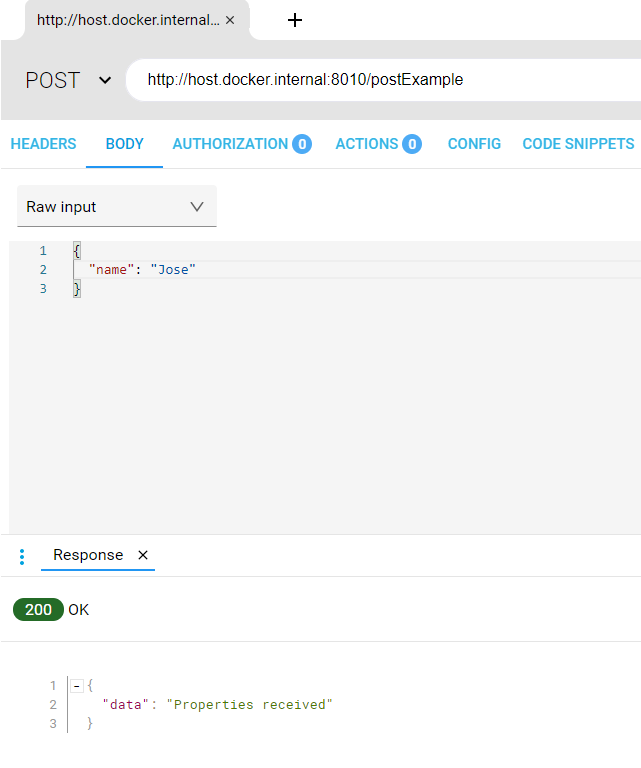 http://host.docker.internal... × +
POST http://host.docker.internal:8010/postExample
HEADERS BODY AUTHORIZATION 0 ACTIONS 0 CONFIG CODE SNIPPETS
Raw input
1 {
2 "name": "Jose"
3 }
Response ×
200 OK
1 - {
2 "data": "Properties received"
3 }